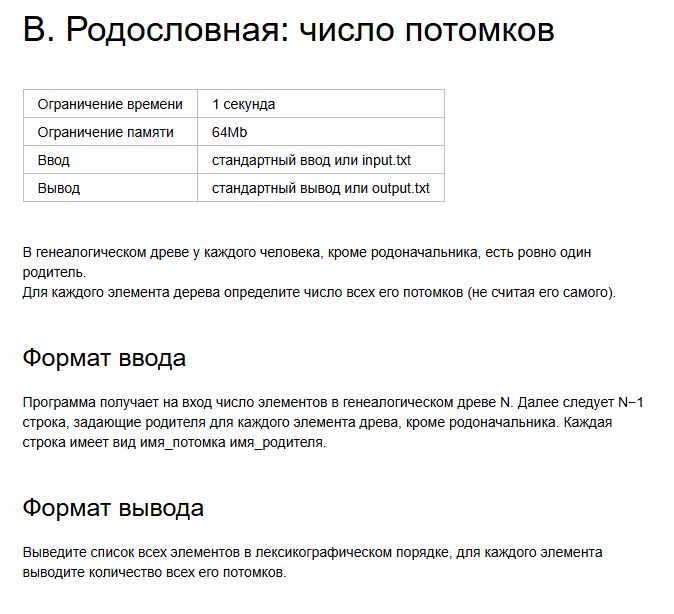 В. Родословная: число потомков
Ограничение времени 1 секунда
Ограничение памяти 64Mb
Ввод стандартный ввод или input.txt
Вывод стандартный вывод или output.txt
В генеалогическом древе у каждого человека, кроме родоначальника, есть ровно один
родитель.
Для каждого элемента дерева определите число всех его потомков (не считая его самого).
Формат ввода
Программа получает на вход число элементов в генеалогическом древе N. Далее следует N−1
строка, задающие родителя для каждого элемента древа, кроме родоначальника. Каждая
строка имеет вид имя_потомка имя_родителя.
Формат вывода
Выведите список всех элементов в лексикографическом порядке, для каждого элемента
выводите количество всех его потомков.